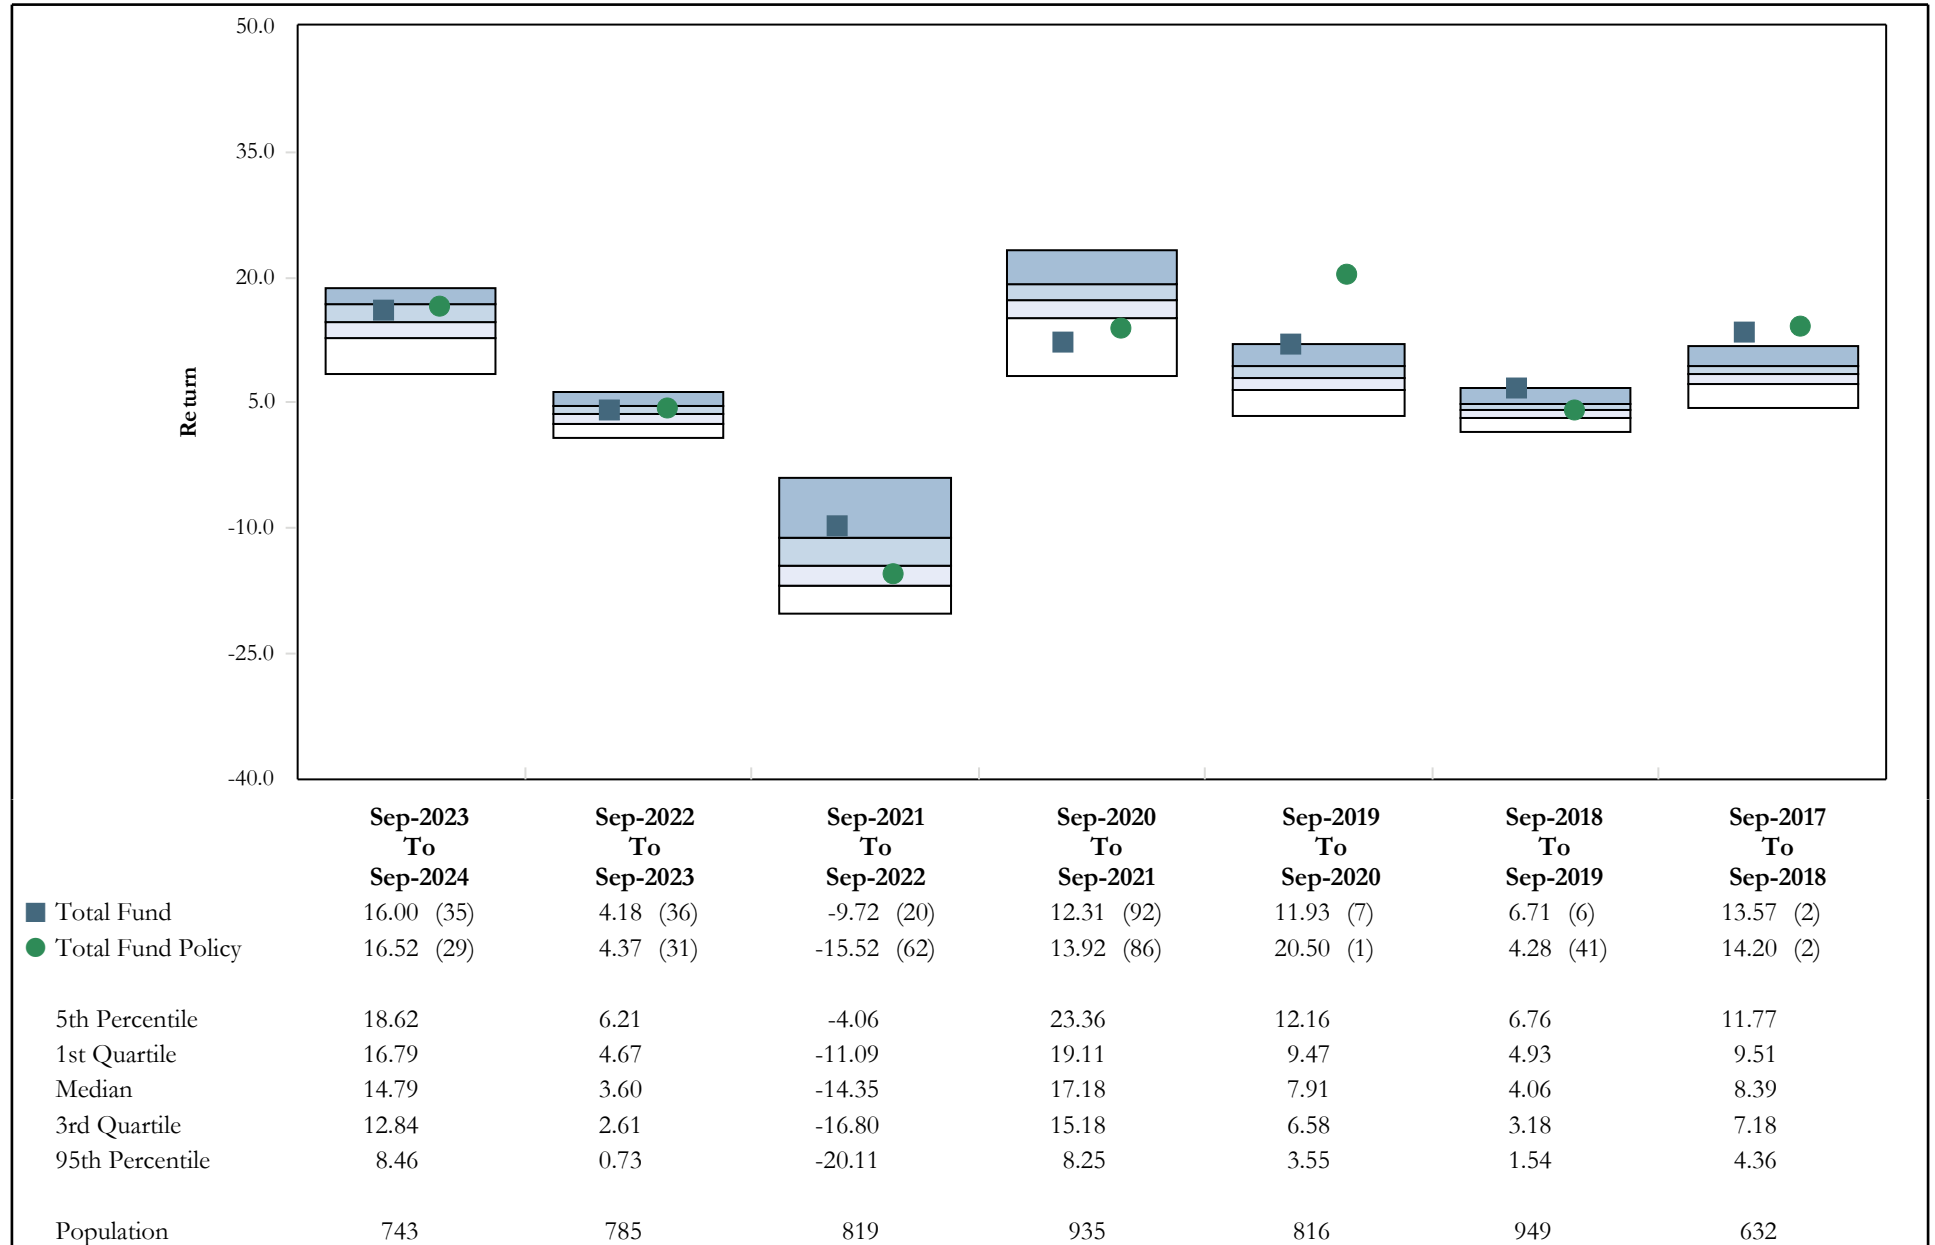 50.0
35.0
20.0
5.0
-10.0
-25.0
-40.0
Return
Sep-2023 To Sep-2024
Sep-2022 To Sep-2023
Sep-2021 To Sep-2022
Sep-2020 To Sep-2021
Sep-2019 To Sep-2020
Sep-2018 To Sep-2019
Sep-2017 To Sep-2018
Total Fund 16.00 (35) 4.18 (36) -9.72 (20) 12.31 (92) 11.93 (7) 6.71 (6) 13.57 (2)
Total Fund Policy 16.52 (29) 4.37 (31) -15.52 (62) 13.92 (86) 20.50 (1) 4.28 (41) 14.20 (2)
5th Percentile 18.62 6.21 -4.06 23.36 12.16 6.76 11.77
1st Quartile 16.79 4.67 -11.09 19.11 9.47 4.93 9.51
Median 14.79 3.60 -14.35 17.18 7.91 4.06 8.39
3rd Quartile 12.84 2.61 -16.80 15.18 6.58 3.18 7.18
95th Percentile 8.46 0.73 -20.11 8.25 3.55 1.54 4.36
Population 743 785 819 935 816 949 632